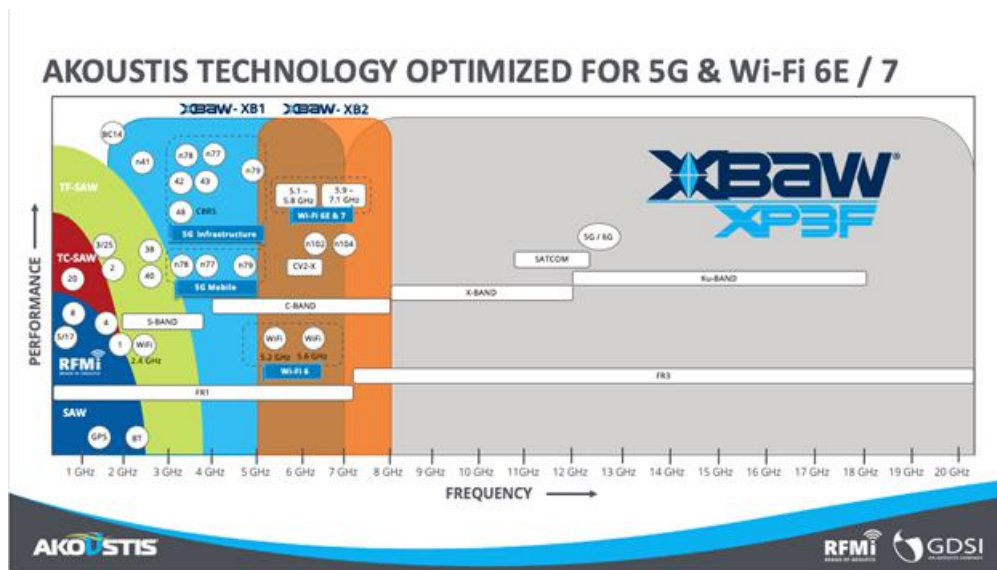 AKOUSTIS TECHNOLOGY OPTIMIZED FOR 5G & Wi-Fi 6E / 7
XBAW - XB1
XBAW - XB2
BC14
n41
n78
n77
n79
42
43
48
CBRS
5G Infrastructure
5.1 –
5.8 GHz
5.9 –
7.1 GHz
Wi-Fi 6E & 7
XBAW®
XP3F
TF-SAW
TC-SAW
3/25
2
38
40
20
n78
n77
n79
5G Mobile
n102
n104
CV2-X
5G / 6G
SATCOM
Ku-BAND
X-BAND
C-BAND
S-BAND
8
4
5/17
1
WiFi
2.4 GHz
RFMi
WiFi
WiFi
5.2 GHz
5.6 GHz
Wi-Fi 6
FR3
FR1
SAW
GPS
BT
PERFORMANCE
1 GHz
2 GHz
3 GHz
4 GHz
5 GHz
6 GHz
7 GHz
8 GHz
9 GHz
10 GHz
11 GHz
12 GHz
13 GHz
14 GHz
15 GHz
16 GHz
17 GHz
18 GHz
19 GHz
20 GHz
FREQUENCY
AKOUSTIS
RFMi
GDSI